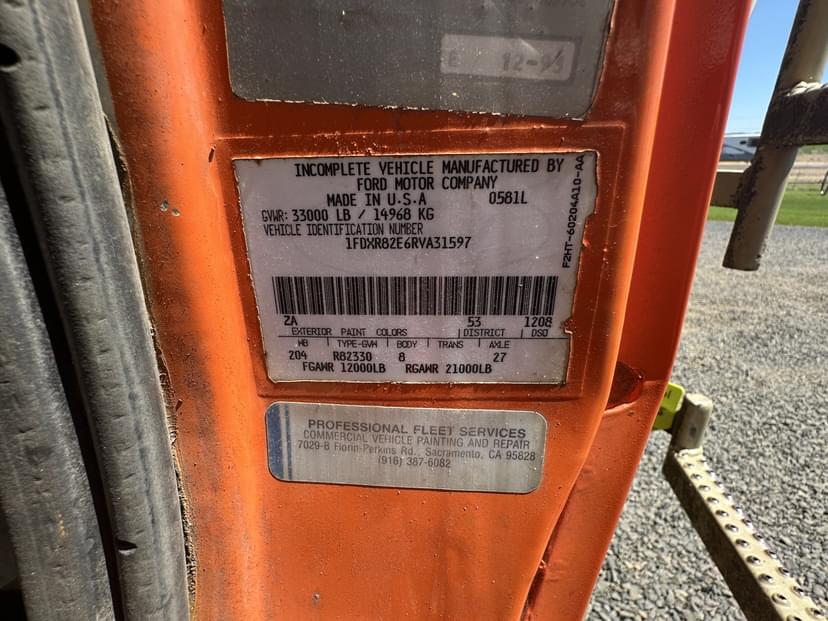 E 12-93
INCOMPLETE VEHICLE MANUFACTURED BY
FORD MOTOR COMPANY
MADE IN U.S.A 0581L
GVWR: 33000 LB / 14968 KG
VEHICLE IDENTIFICATION NUMBER
1FDXR82E6RVA31597
F2HT-60204A10-AA
ZA 53 1208
EXTERIOR PAINT COLORS DISTRICT DSO
WB TYPE-GVW BODY TRANS AXLE
204 R82330 8 27
FGAWR 12000LB RGAWR 21000LB
PROFESSIONAL FLEET SERVICES
COMMERCIAL VEHICLE PAINTING AND REPAIR
7029-B Florin-Perkins Rd., Sacramento, CA 95828
(916) 387-6082